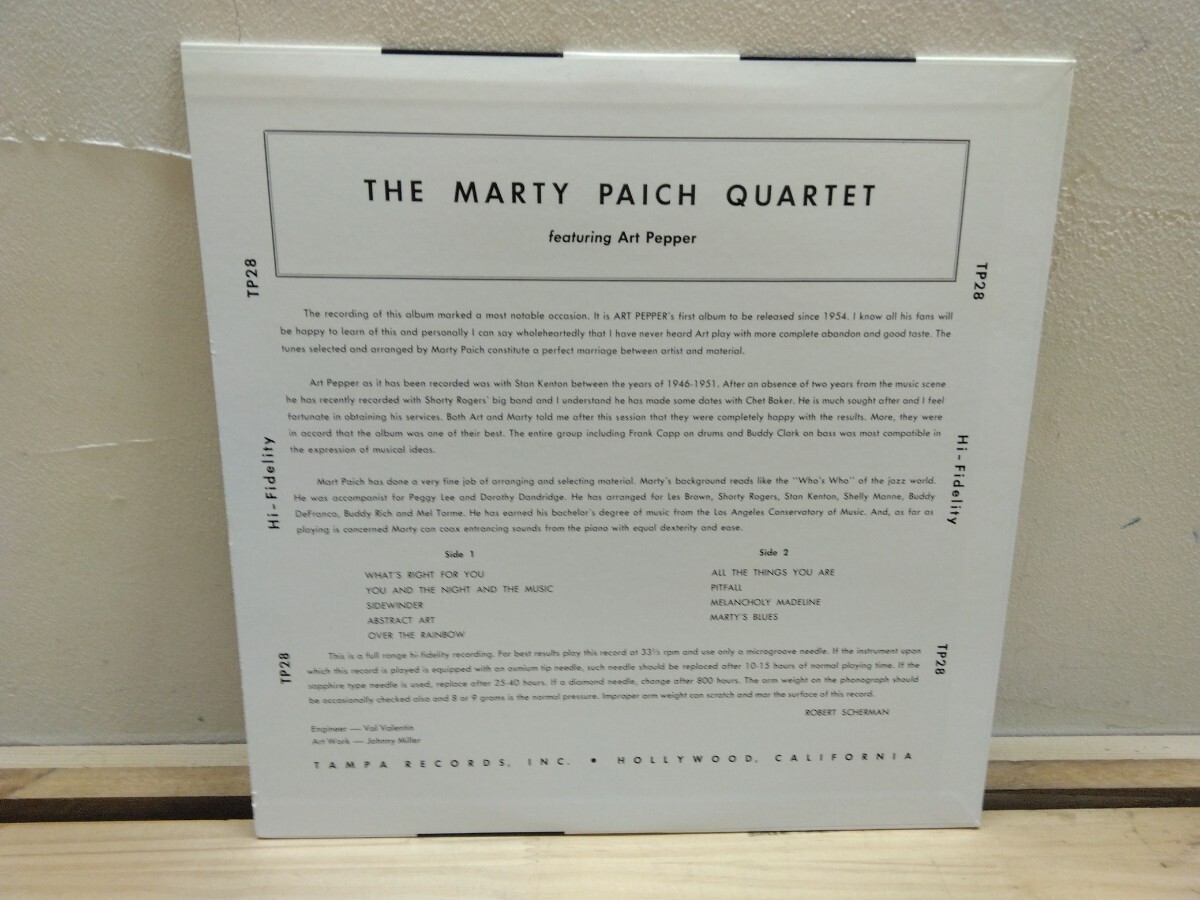 THE MARTY PAICH QUARTET
featuring Art Pepper
TP28
TP28
The recording of this album marked a most notable occasion. It is ART PEPPER's first album to be released since 1954. I know all his fans will
be happy to learn of this and personally I can say wholeheartedly that I have never heard Art play with more complete abandon and good taste. The
tunes selected and arranged by Marty Paich constitute a perfect marriage between artist and material.
Art Pepper as it has been recorded was with Stan Kenton between the years of 1946-1951. After an absence of two years from the music scene
he has recently recorded with Shorty Rogers' big band and I understand he has made some dates with Chet Baker. He is much sought after and I feel
fortunate in obtaining his services. Both Art and Marty told me after this session that they were completely happy with the results. More, they were
in accord that the album was one of their best. The entire group including Frank Capp on drums and Buddy Clark on bass was most compatible in
the expression of musical ideas.
Hi-Fidelity
Hi-Fidelity
Mart Paich has done a very fine job of arranging and selecting material. Marty's background reads like the "Who's Who" of the jazz world.
He was accompanist for Peggy Lee and Dorothy Dandridge. He has arranged for Les Brown, Shorty Rogers, Stan Kenton, Shelly Manne, Buddy
DeFranco, Buddy Rich and Mel Torme. He has earned his bachelor's degree of music from the Los Angeles Conservatory of Music. And, as far as
playing is concerned Marty can coax entrancing sounds from the piano with equal dexterity and ease.
Side 1
WHAT'S RIGHT FOR YOU
YOU AND THE NIGHT AND THE MUSIC
SIDEWINDER
ABSTRACT ART
OVER THE RAINBOW
Side 2
ALL THE THINGS YOU ARE
PITFALL
MELANCHOLY MADELINE
MARTY'S BLUES
TP28
TP28
This is a full range hi-fidelity recording. For best results play this record at 33⅓ rpm and use only a microgroove needle. If the instrument upon
which this record is played is equipped with an osmium tip needle, such needle should be replaced after 10-15 hours of normal playing time. If the
sapphire type needle is used, replace after 25-40 hours. If a diamond needle, change after 800 hours. The arm weight on the phonograph should
be occasionally checked also and 8 or 9 grams is the normal pressure. Improper arm weight can scratch and mar the surface of this record.
ROBERT SCHERMAN
Engineer — Val Valentin
Art Work — Johnny Miller
TAMPA RECORDS, INC. • HOLLYWOOD, CALIFORNIA